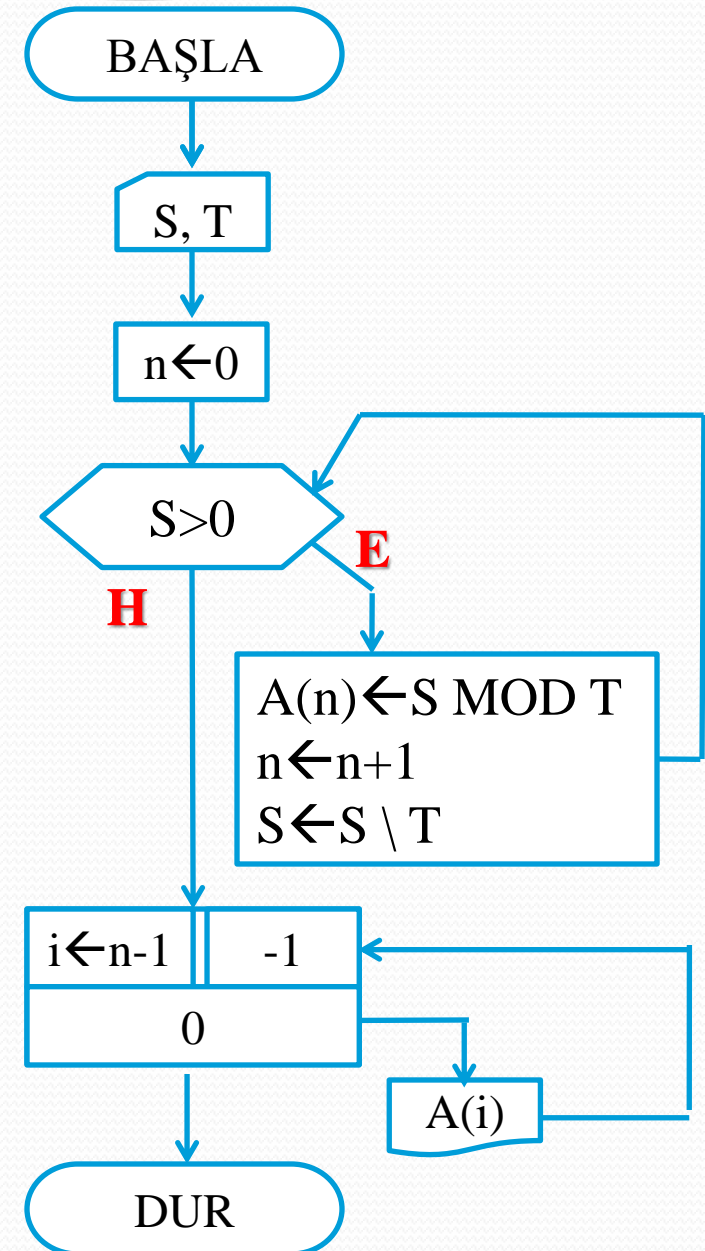 BAŞLA
S, T
n←0
S>0
E
H
A(n)←S MOD T
n←n+1
S←S \ T
i←n-1
-1
0
A(i)
DUR